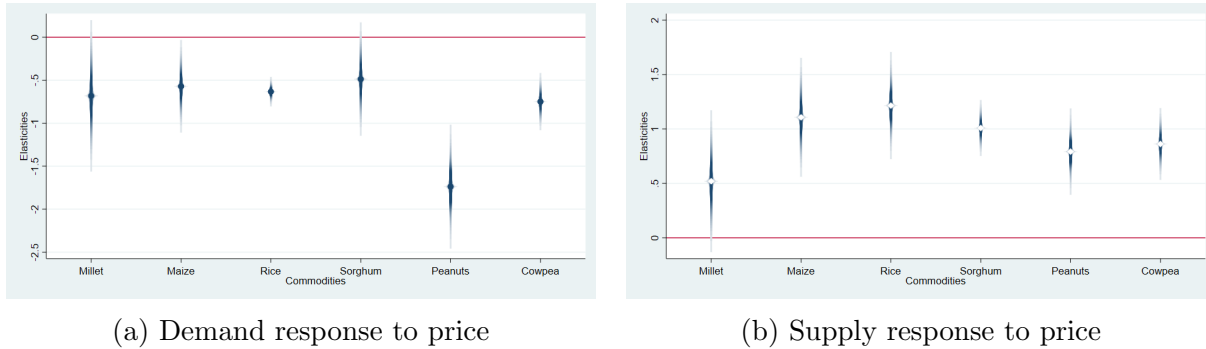 Elasticities
0
-.5
-1
-1.5
-2
-2.5
Millet Maize Rice Sorghum Peanuts Cowpea
Commodities
(a) Demand response to price
Elasticities
2
1.5
1
.5
0
Millet Maize Rice Sorghum Peanuts Cowpea
Commodities
(b) Supply response to price